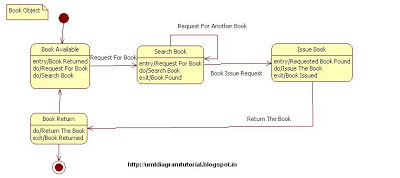 Book Object
Request For Another Book
Book Available
entry/Book Returned
do/Request For Book
do/Search Book
Request For Book
Search Book
entry/Request For Book
do/Search Book
exit/Book Found
Book Issue Request
Issue Book
entry/Requested Book Found
do/Issue The Book
exit/Book Issued
Book Return
do/Return The Book
exit/Book Returned
Return The Book
http://umldiagramtutorial.blogspot.in